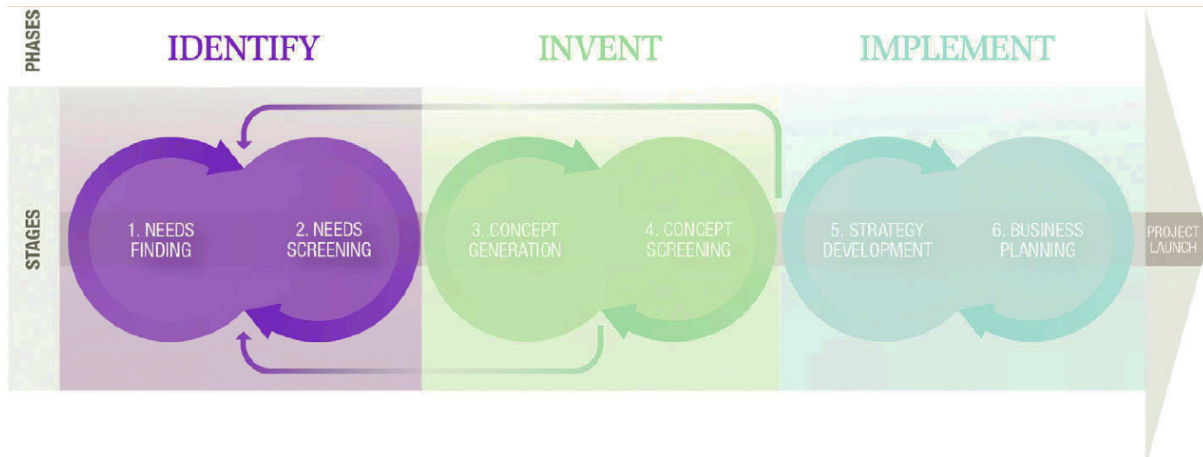 PHASES
IDENTIFY
INVENT
IMPLEMENT
STAGES
1. NEEDS
FINDING
2. NEEDS
SCREENING
3. CONCEPT
GENERATION
4. CONCEPT
SCREENING
5. STRATEGY
DEVELOPMENT
6. BUSINESS
PLANNING
PROJECT
LAUNCH